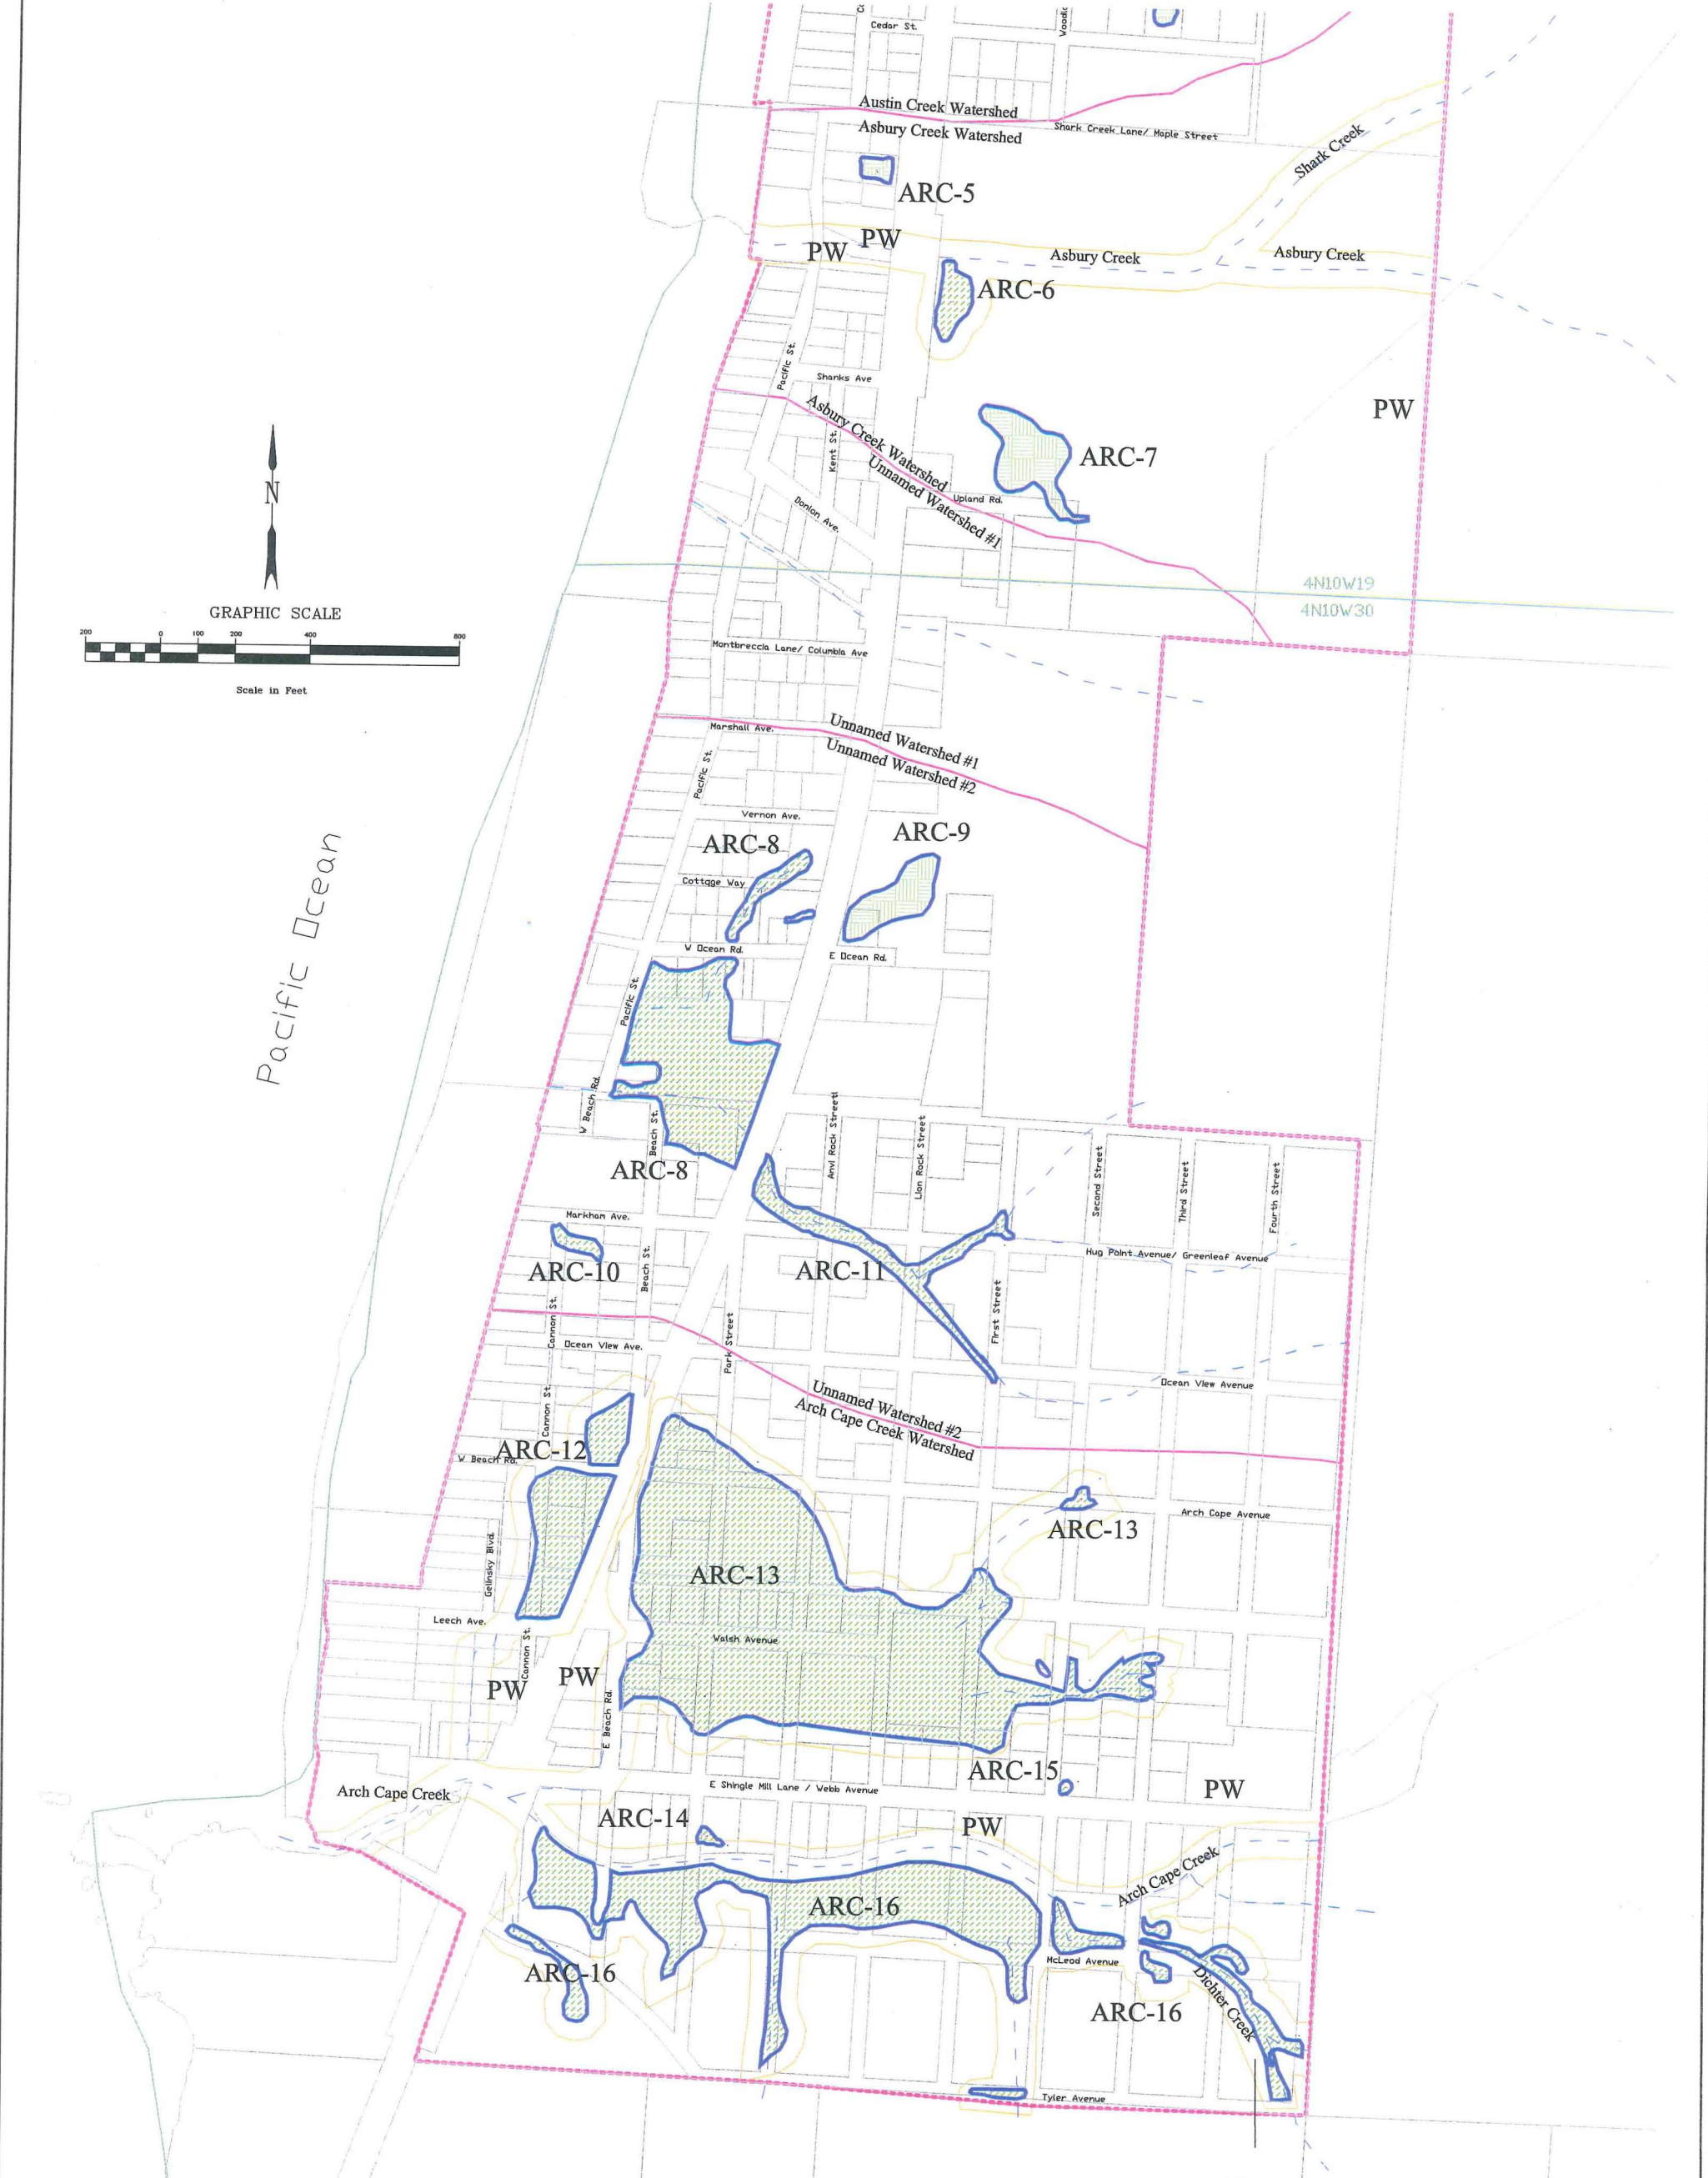 Cedar St.
Austin Creek Watershed
Asbury Creek Watershed
Shark Creek Lane/ Maple Street
Shark Creek
ARC-5
PW
PW
Asbury Creek
Asbury Creek
ARC-6
Pacific St.
Shanks Ave
PW
Asbury Creek Watershed
Unnamed Watershed #1
Kent St.
ARC-7
Upland Rd.
Donlon Ave.
N
4N10W19
4N10W30
GRAPHIC SCALE
200 0 100 200 400 800
Scale in Feet
Montbreccia Lane/ Columbia Ave
Marshall Ave.
Unnamed Watershed #1
Unnamed Watershed #2
Pacific St.
Vernon Ave.
ARC-8
ARC-9
Cottage Way
W Ocean Rd.
E Ocean Rd.
Pacific Ocean
Pacific St.
W Beach Rd.
Beach St.
ARC-8
Anvl Rock Streetl
Lion Rock Street
Second Street
Third Street
Fourth Street
Markham Ave.
ARC-10
Beach St.
ARC-11
Hug Point Avenue/ Greenleaf Avenue
First Street
Cannon St.
Ocean View Ave.
Park Street
Ocean View Avenue
Unnamed Watershed #2
Arch Cape Creek Watershed
Cannon St.
ARC-12
W Beach Rd.
ARC-13
Arch Cape Avenue
Gelinsky Blvd.
ARC-13
Leech Ave.
Cannon St.
Walsh Avenue
PW
PW
E Beach Rd.
ARC-15
PW
E Shingle Mill Lane / Webb Avenue
Arch Cape Creek
ARC-14
PW
Arch Cape Creek
ARC-16
McLeod Avenue
ARC-16
ARC-16
Dichter Creek
Tyler Avenue